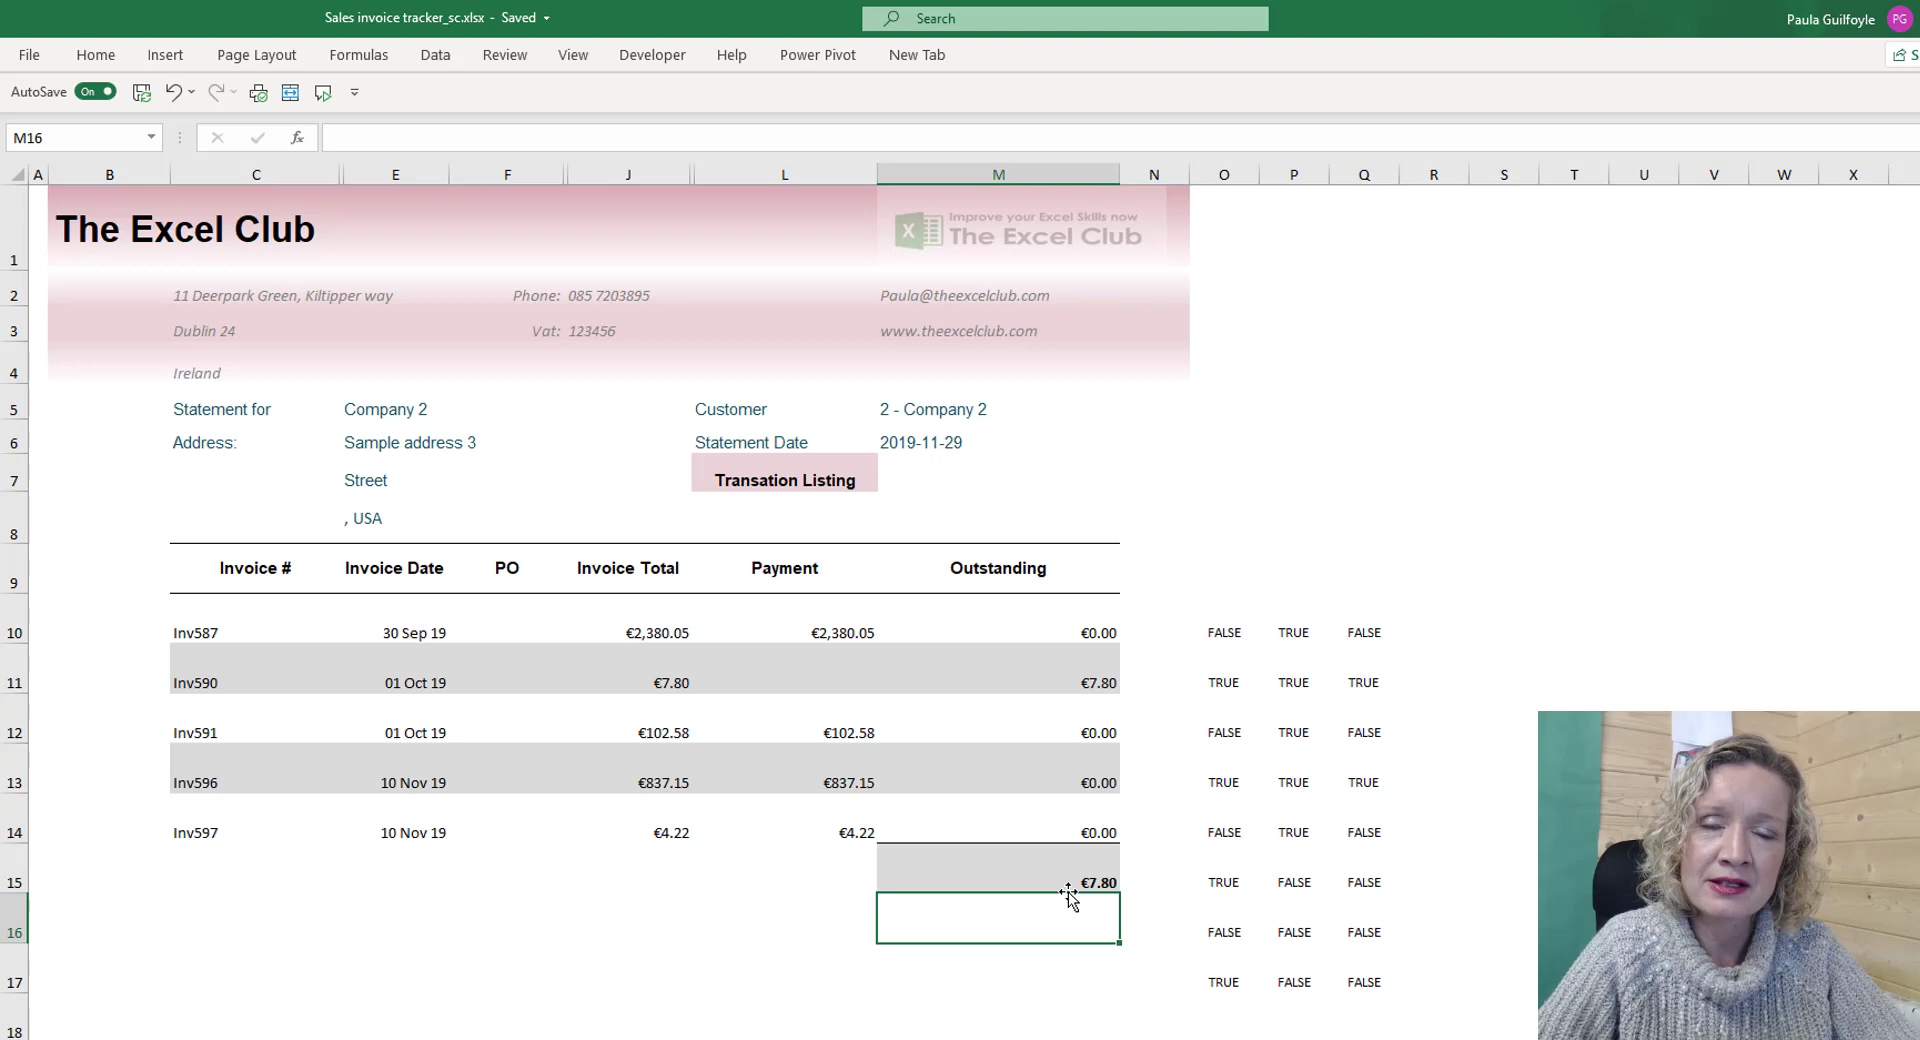 Sales invoice tracker_sc.xlsx - Saved
Search
Paula Guilfoyle PG
File Home Insert Page Layout Formulas Data Review View Developer Help Power Pivot New Tab S
AutoSave On
M16 fx
A B C E F J L M N O P Q R S T U V W X
1 The Excel Club
Improve your Excel Skills now
The Excel Club
2 11 Deerpark Green, Kiltipper way Phone: 085 7203895 Paula@theexcelclub.com
3 Dublin 24 Vat: 123456 www.theexcelclub.com
4 Ireland
5 Statement for Company 2 Customer 2 - Company 2
6 Address: Sample address 3 Statement Date 2019-11-29
7 Street Transation Listing
8 , USA
9 Invoice # Invoice Date PO Invoice Total Payment Outstanding
10 Inv587 30 Sep 19 €2,380.05 €2,380.05 €0.00 FALSE TRUE FALSE
11 Inv590 01 Oct 19 €7.80 €7.80 TRUE TRUE TRUE
12 Inv591 01 Oct 19 €102.58 €102.58 €0.00 FALSE TRUE FALSE
13 Inv596 10 Nov 19 €837.15 €837.15 €0.00 TRUE TRUE TRUE
14 Inv597 10 Nov 19 €4.22 €4.22 €0.00 FALSE TRUE FALSE
15 €7.80 TRUE FALSE FALSE
16 FALSE FALSE FALSE
17 TRUE FALSE FALSE
18